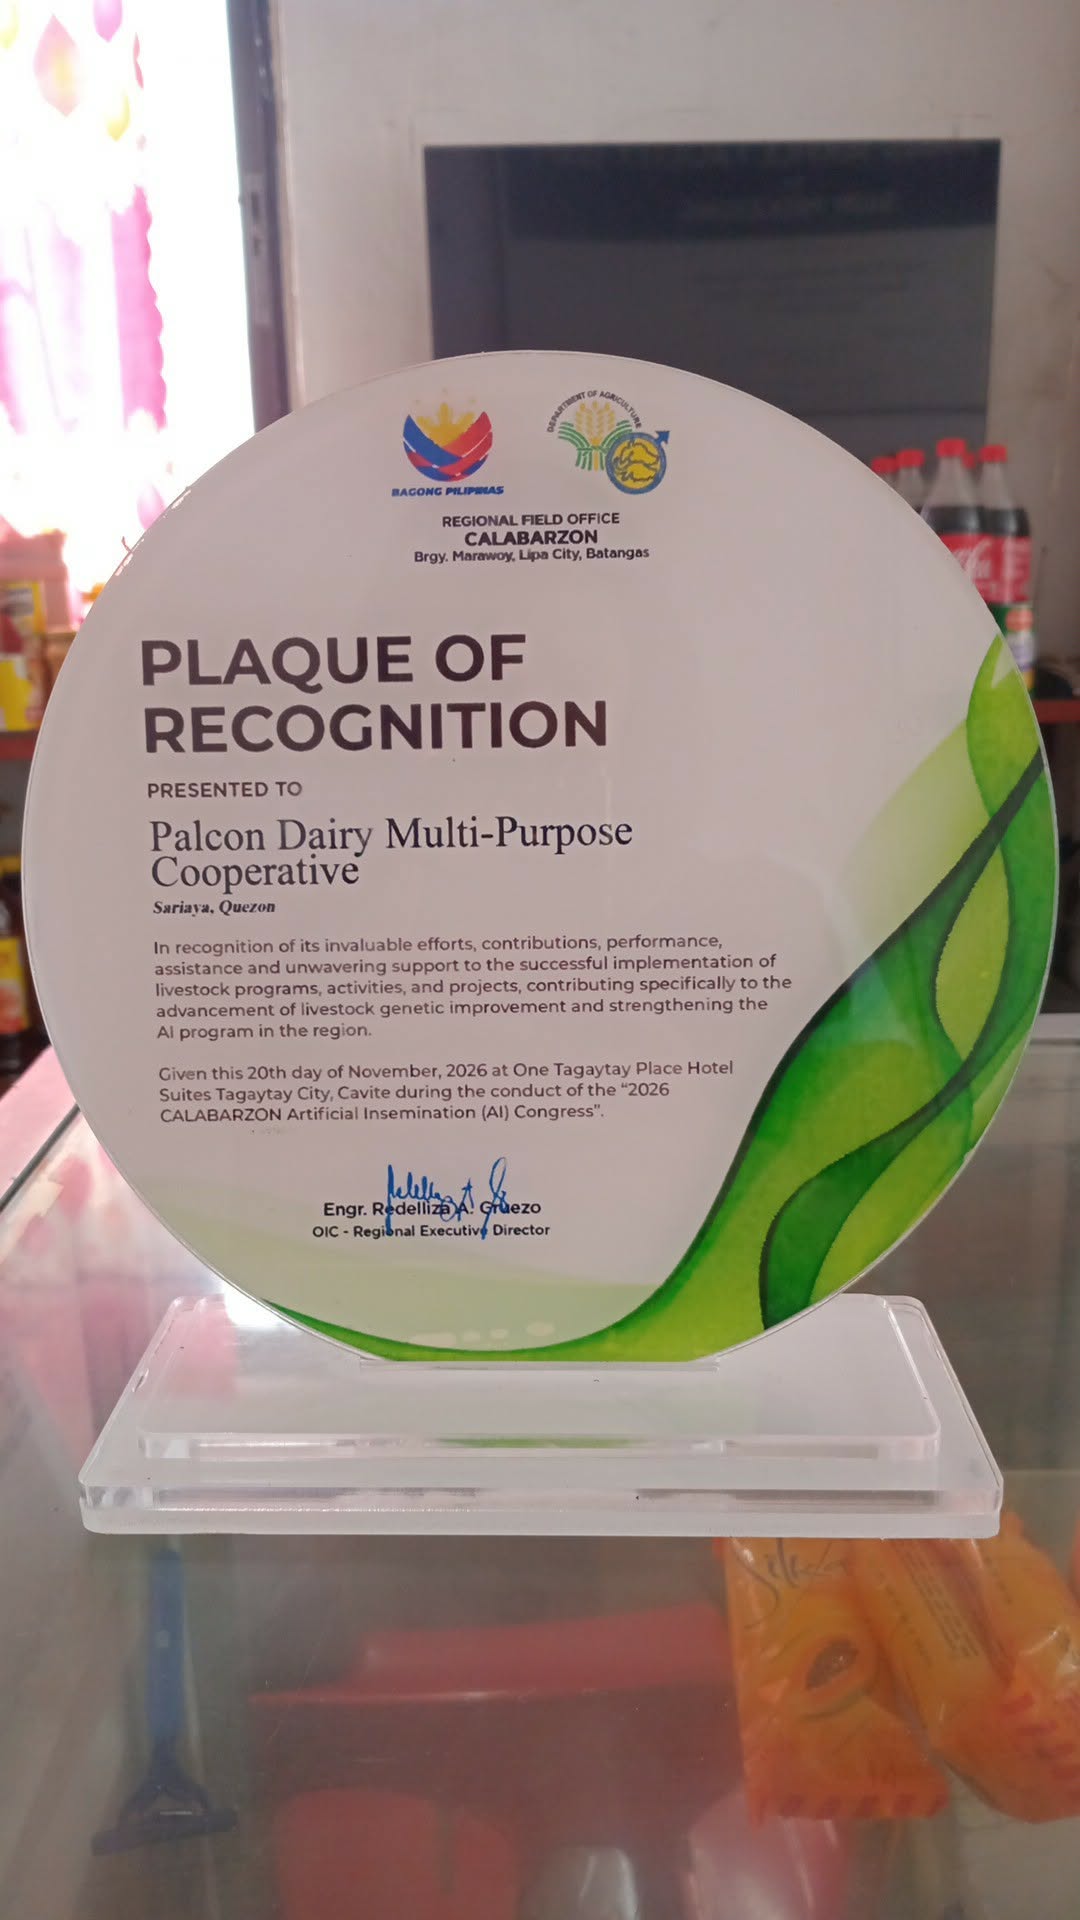 BAGONG PILIPINAS
DEPARTMENT OF AGRICULTURE
REGIONAL FIELD OFFICE
CALABARZON
Brgy. Marawoy, Lipa City, Batangas
PLAQUE OF
RECOGNITION
PRESENTED TO
Palcon Dairy Multi-Purpose
Cooperative
Sariaya, Quezon
In recognition of its invaluable efforts, contributions, performance,
assistance and unwavering support to the successful implementation of
livestock programs, activities, and projects, contributing specifically to the
advancement of livestock genetic improvement and strengthening the
AI program in the region.
Given this 20th day of November, 2026 at One Tagaytay Place Hotel
Suites Tagaytay City, Cavite during the conduct of the “2026
CALABARZON Artificial Insemination (AI) Congress”.
Engr. Redelliza A. Gruezo
OIC - Regional Executive Director